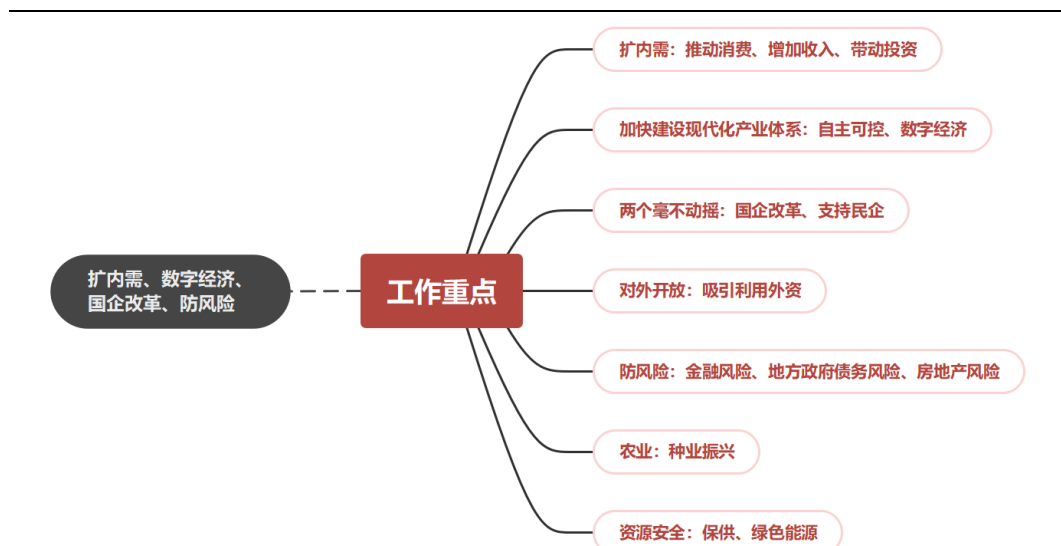 扩内需：推动消费、增加收入、带动投资
加快建设现代化产业体系：自主可控、数字经济
两个毫不动摇：国企改革、支持民企
扩内需、数字经济、
国企改革、防风险
工作重点
对外开放：吸引利用外资
防风险：金融风险、地方政府债务风险、房地产风险
农业：种业振兴
资源安全：保供、绿色能源